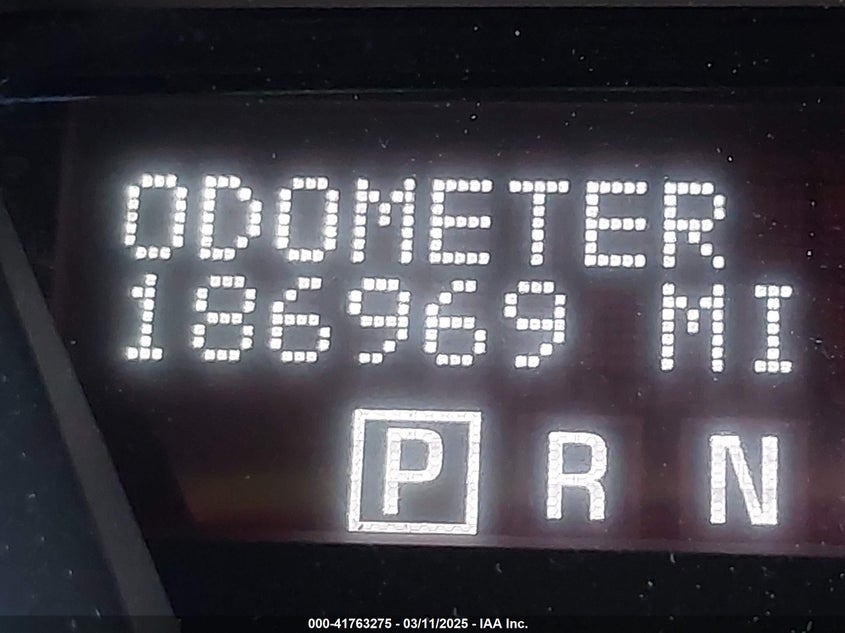 ODOMETER
186969 MI
P R N
000-41763275 - 03/11/2025 - IAA Inc.